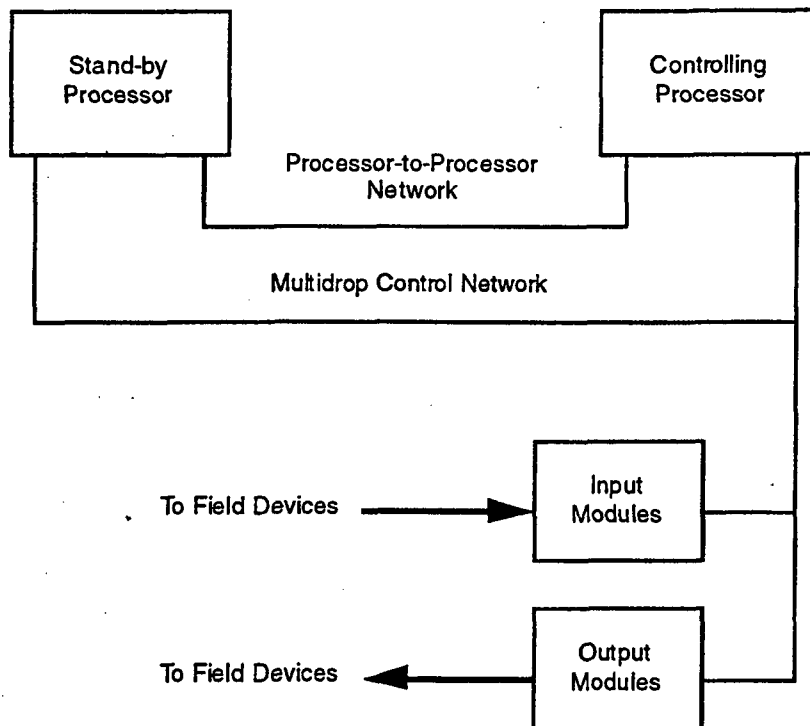 Stand-by
Processor
Controlling
Processor
Processor-to-Processor
Network
Multidrop Control Network
To Field Devices
Input
Modules
To Field Devices
Output
Modules